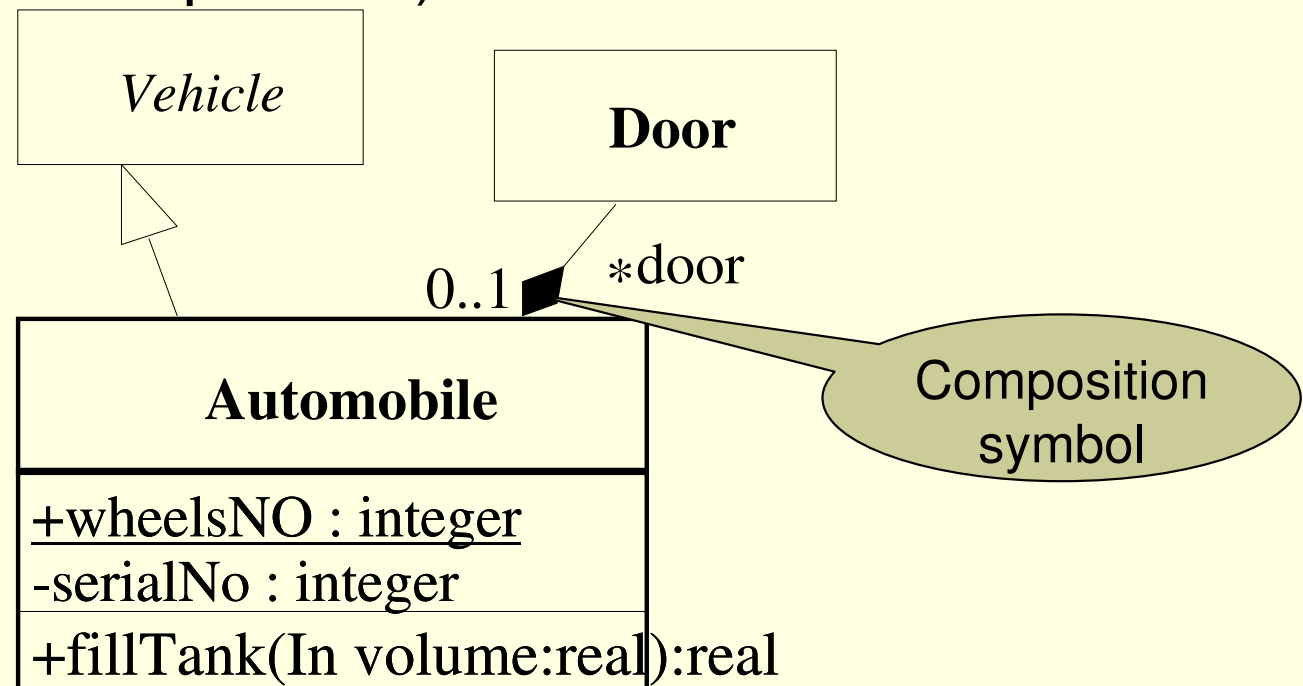 Vehicle
Door
0..1
*door
Composition
symbol
Automobile
+wheelsNO : integer
-serialNo : integer
+fillTank(In volume:real):real